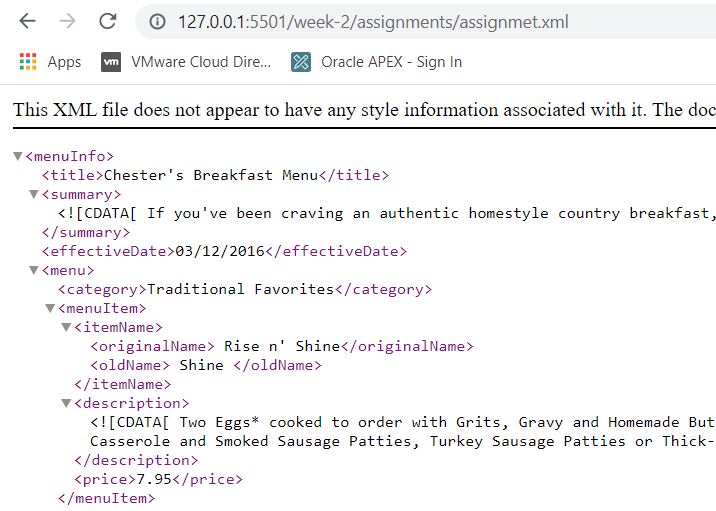 127.0.0.1:5501/week-2/assignments/assignmet.xml
Apps vm VMware Cloud Dire... Oracle APEX - Sign In
This XML file does not appear to have any style information associated with it. The doc
<menuInfo>
<title>Chester's Breakfast Menu</title>
<summary>
<![CDATA[ If you've been craving an authentic homestyle country breakfast,
</summary>
<effectiveDate>03/12/2016</effectiveDate>
<menu>
<category>Traditional Favorites</category>
<menuItem>
<itemName>
<originalName> Rise n' Shine</originalName>
<oldName> Shine </oldName>
</itemName>
<description>
<![CDATA[ Two Eggs* cooked to order with Grits, Gravy and Homemade But
Casserole and Smoked Sausage Patties, Turkey Sausage Patties or Thick-
</description>
<price>7.95</price>
</menuItem>